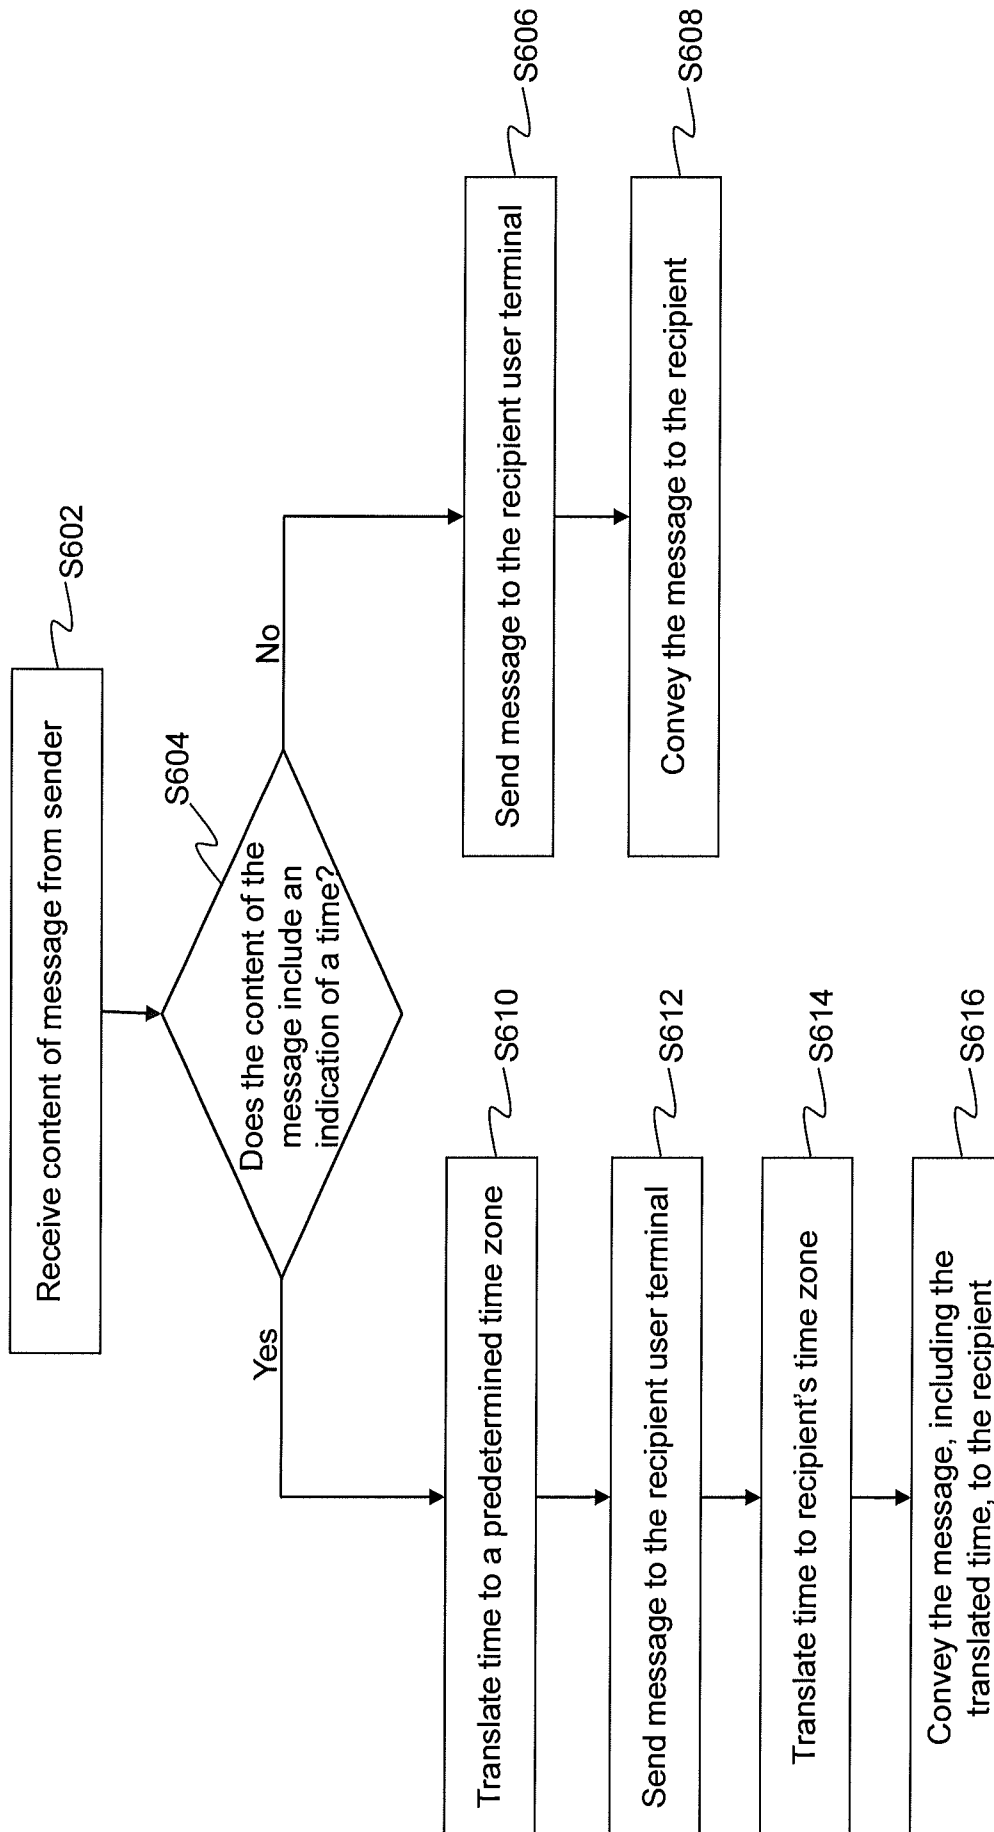 Receive content of message from sender
S602
S604
Does the content of the
message include an
indication of a time?
Yes
No
Translate time to a predetermined time zone
S610
Send message to the recipient user terminal
S606
Send message to the recipient user terminal
S612
Convey the message to the recipient
S608
Translate time to recipient's time zone
S614
Convey the message, including the
translated time, to the recipient
S616